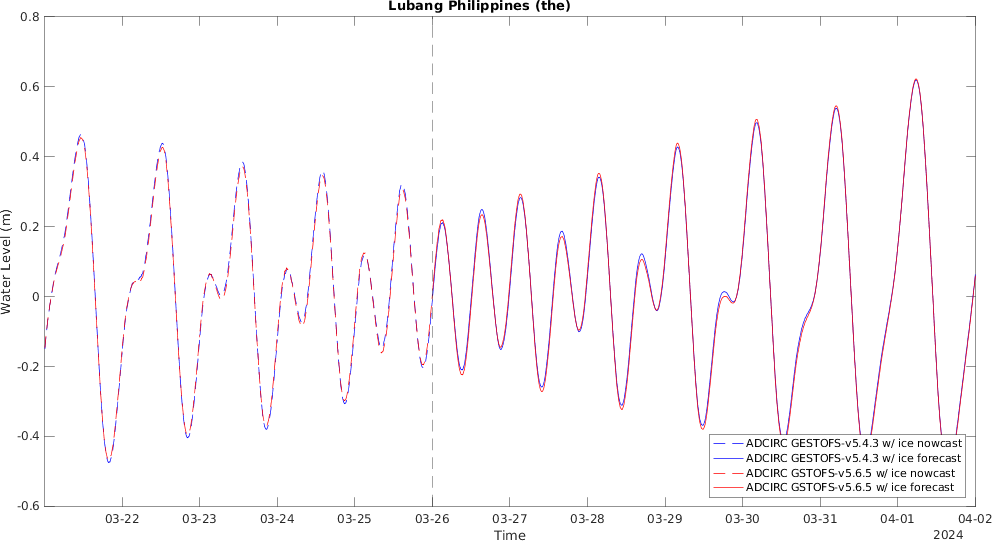 Lubang Philippines (the)
Water Level (m)
0.8
0.6
0.4
0.2
0
-0.2
-0.4
-0.6
ADCIRC GESTOFS-v5.4.3 w/ ice nowcast
ADCIRC GESTOFS-v5.4.3 w/ ice forecast
ADCIRC GSTOFS-v5.6.5 w/ ice nowcast
ADCIRC GSTOFS-v5.6.5 w/ ice forecast
03-22 03-23 03-24 03-25 03-26 03-27 03-28 03-29 03-30 03-31 04-01 04-02
Time
2024